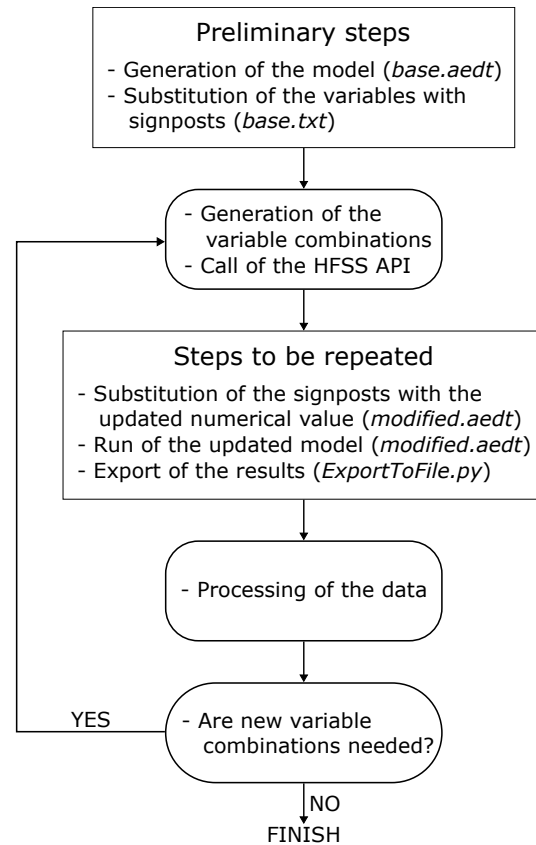 Preliminary steps
- Generation of the model (base.aedt)
- Substitution of the variables with
signposts (base.txt)
- Generation of the
variable combinations
- Call of the HFSS API
Steps to be repeated
- Substitution of the signposts with the
updated numerical value (modified.aedt)
- Run of the updated model (modified.aedt)
- Export of the results (ExportToFile.py)
- Processing of the data
- Are new variable
combinations needed?
YES
NO
FINISH